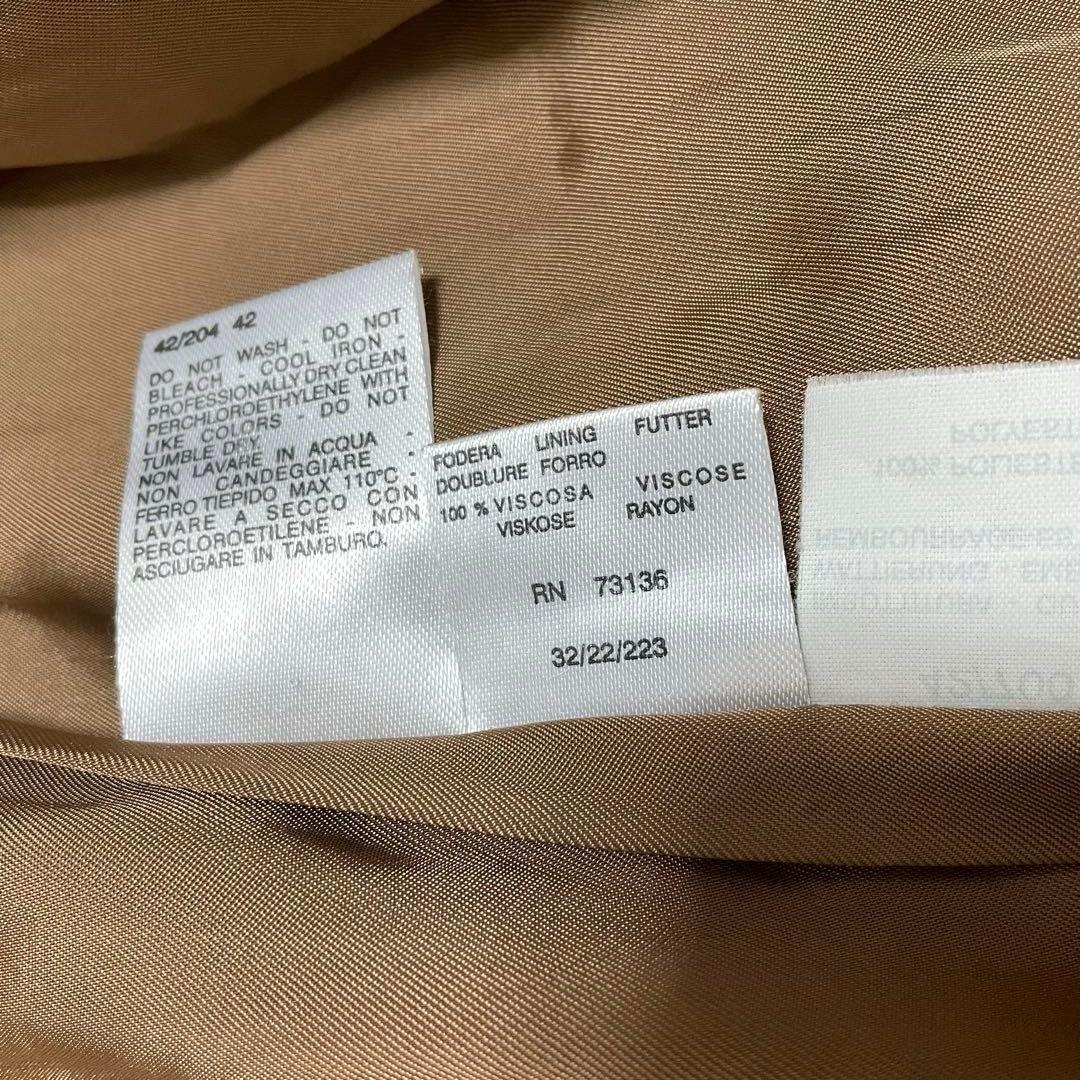 42/204 42
DO NOT WASH - DO NOT
BLEACH - COOL IRON -
PROFESSIONALLY DRY CLEAN
PERCHLOROETHYLENE WITH
LIKE COLORS - DO NOT
TUMBLE DRY.
NON LAVARE IN ACQUA -
NON CANDEGGIARE -
FERRO TIEPIDO MAX 110°C -
LAVARE A SECCO CON
PERCLOROETILENE - NON
ASCIUGARE IN TAMBURO.
FODERA LINING FUTTER
DOUBLURE FORRO
100 % VISCOSA VISCOSE
VISKOSE RAYON
RN 73136
32/22/223